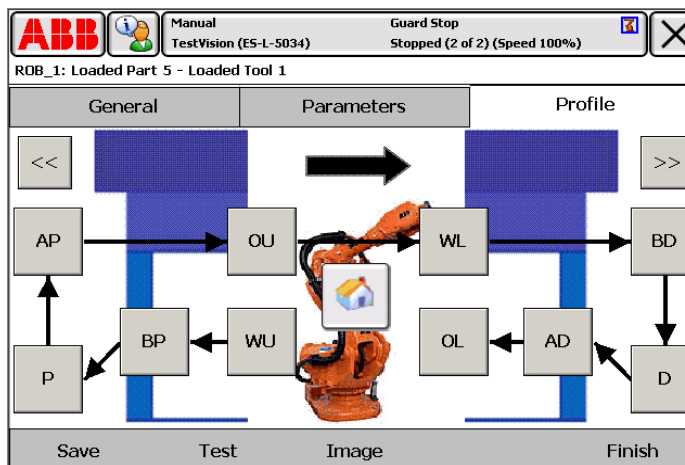 ABB
Manual
Guard Stop
TestVision (ES-L-5034)
Stopped (2 of 2) (Speed 100%)
ROB_1: Loaded Part 5 - Loaded Tool 1
General
Parameters
Profile
<<
>>
AP
OU
WL
BD
BP
WU
OL
AD
P
D
Save
Test
Image
Finish